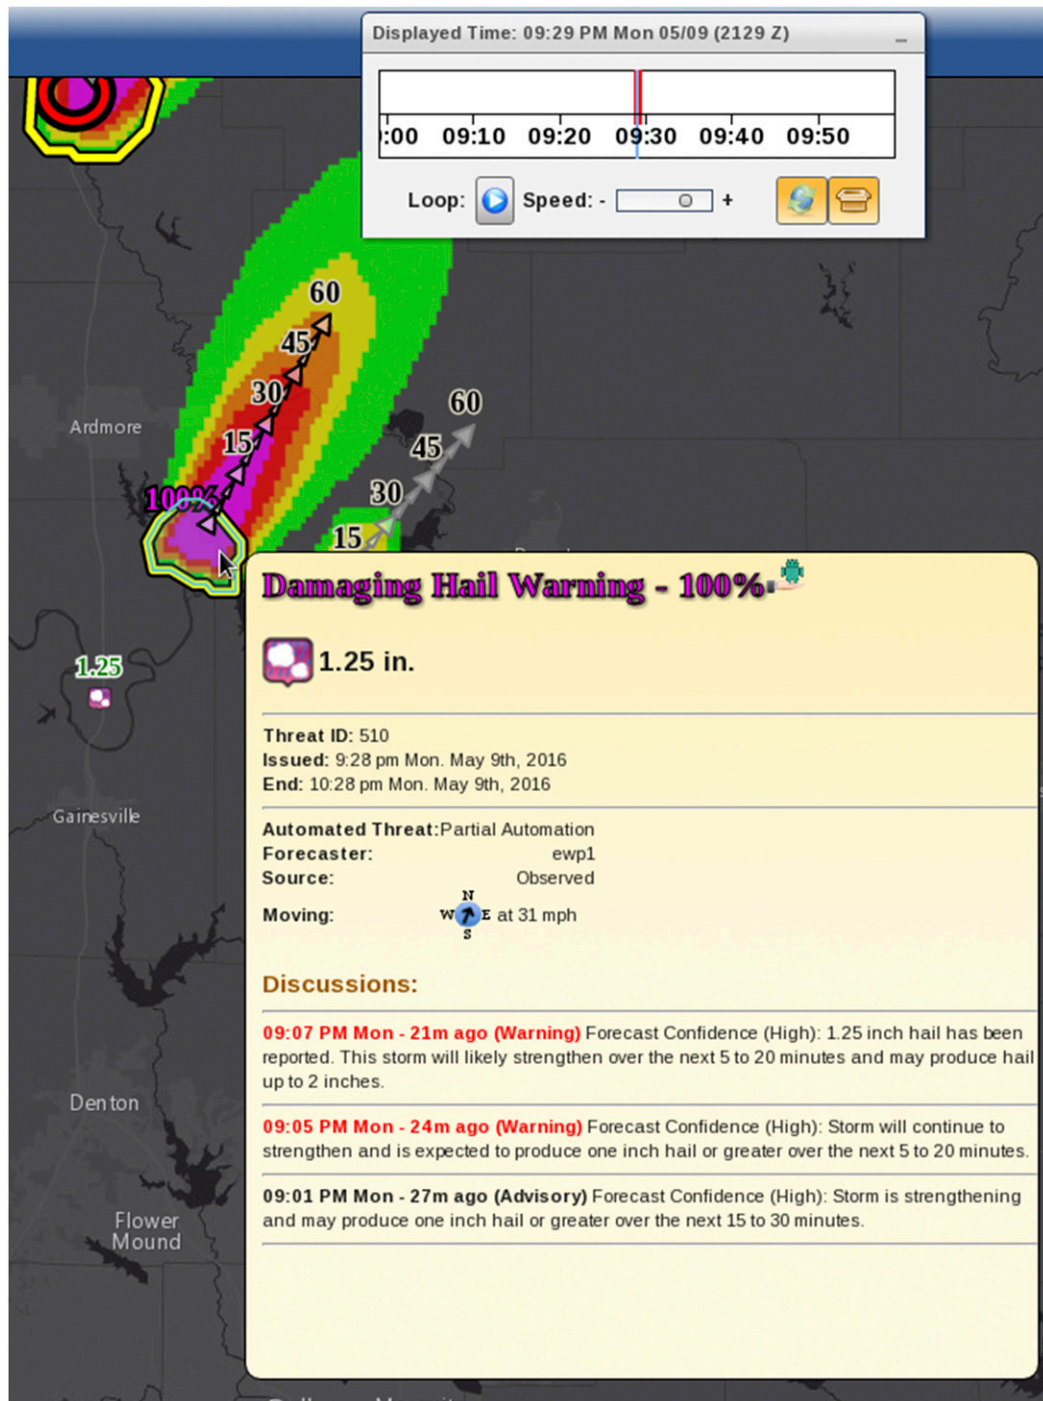 Displayed Time: 09:29 PM Mon 05/09 (2129 Z)
:00 09:10 09:20 09:30 09:40 09:50
Loop: Speed: - +
60
45
30
15
100%
60
45
30
15
Ardmore
1.25
Gainesville
Denton
Flower
Mound
Damaging Hail Warning - 100%
1.25 in.
Threat ID: 510
Issued: 9:28 pm Mon. May 9th, 2016
End: 10:28 pm Mon. May 9th, 2016
Automated Threat:Partial Automation
Forecaster: ewp1
Source: Observed
N
Moving: W E at 31 mph
S
Discussions:
09:07 PM Mon - 21m ago (Warning) Forecast Confidence (High): 1.25 inch hail has been
reported. This storm will likely strengthen over the next 5 to 20 minutes and may produce hail
up to 2 inches.
09:05 PM Mon - 24m ago (Warning) Forecast Confidence (High): Storm will continue to
strengthen and is expected to produce one inch hail or greater over the next 5 to 20 minutes.
09:01 PM Mon - 27m ago (Advisory) Forecast Confidence (High): Storm is strengthening
and may produce one inch hail or greater over the next 15 to 30 minutes.